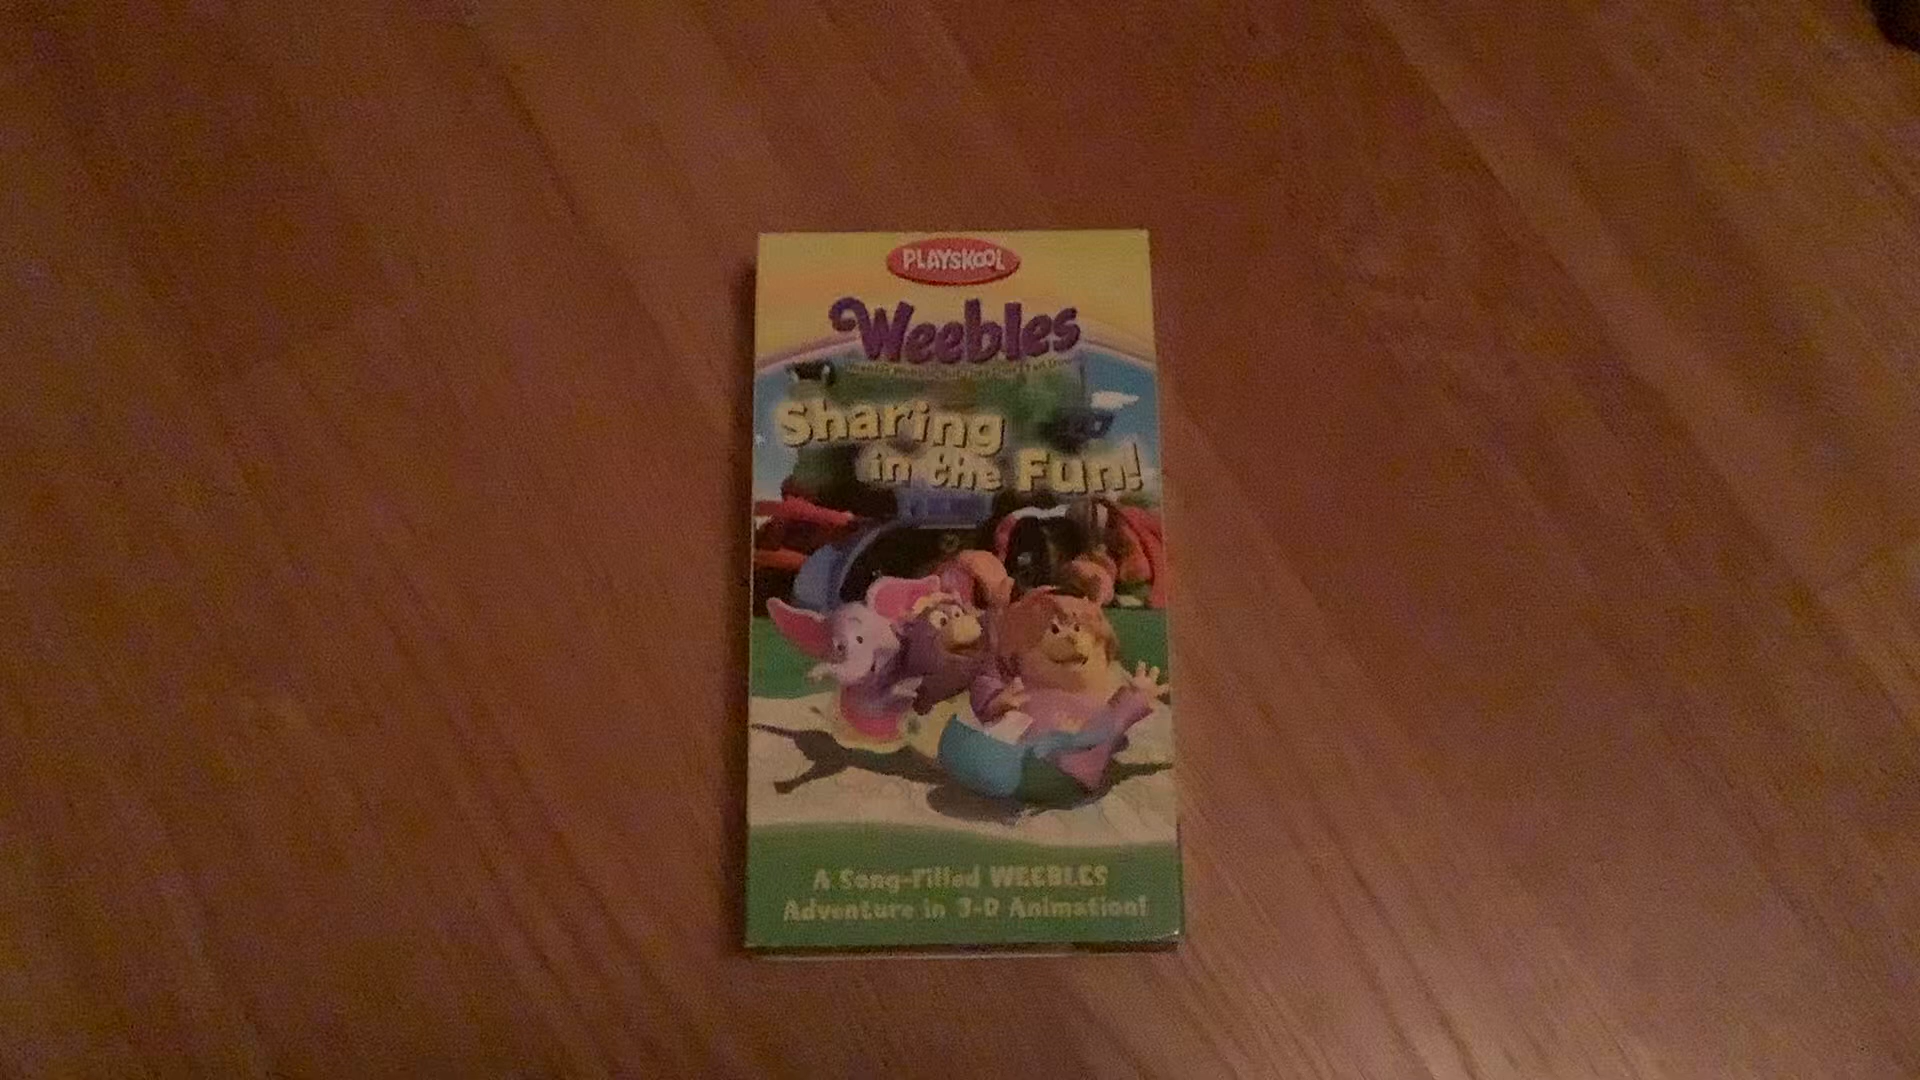 PLAYSKOOL
Weebles
Sharing
in the Fun!
A Song-Filled WEEBLES
Adventure in 3-D Animation!